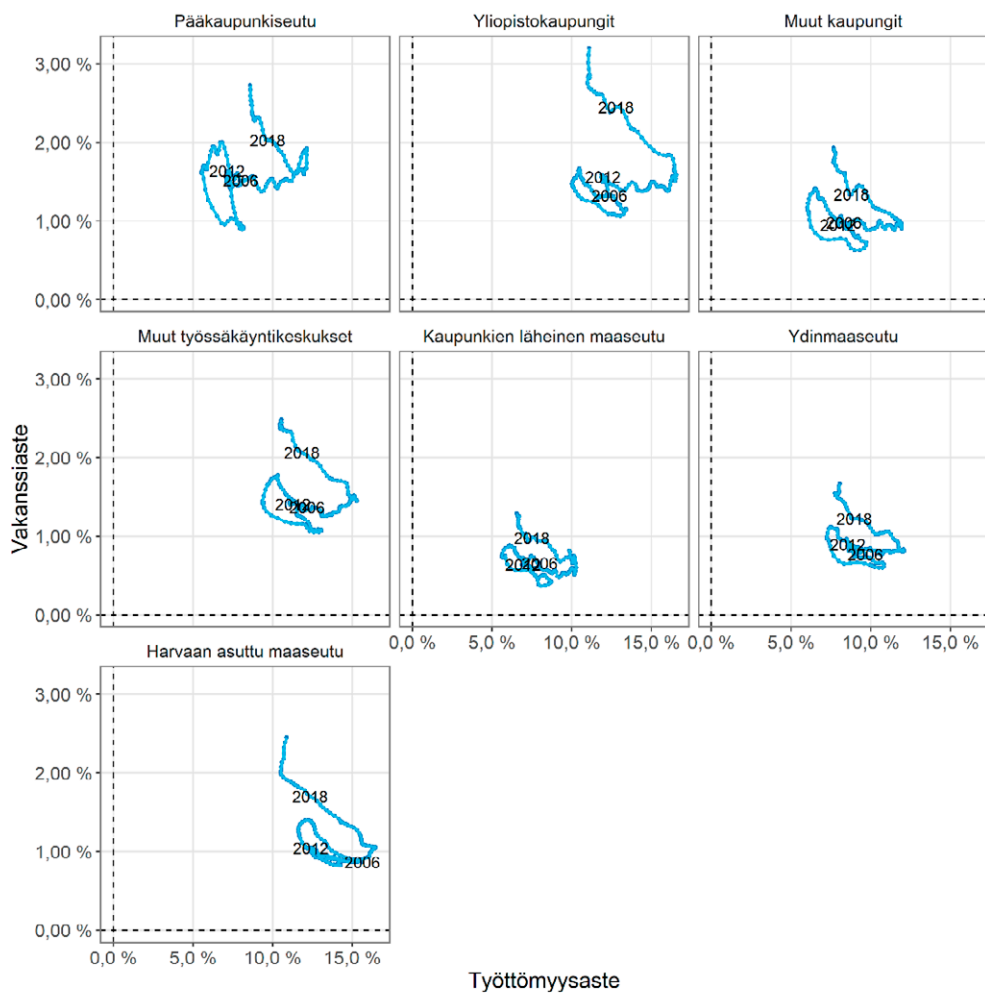 Pääkaupunkiseutu
Yliopistokaupungit
Muut kaupungit
3,00 %
2,00 %
1,00 %
0,00 %
2018
2012
2006
2018
2012
2006
2018
2006
2012
Muut työssäkäyntikeskukset
Kaupunkien läheinen maaseutu
Ydinmaaseutu
3,00 %
2,00 %
1,00 %
0,00 %
2018
2012
2006
2018
2006
2012
2018
2012
2006
0,0 % 5,0 % 10,0 % 15,0 %
0,0 % 5,0 % 10,0 % 15,0 %
Harvaan asuttu maaseutu
3,00 %
2,00 %
1,00 %
0,00 %
2018
2012
2006
0,0 % 5,0 % 10,0 % 15,0 %
Vakanssiaste
Työttömyysaste